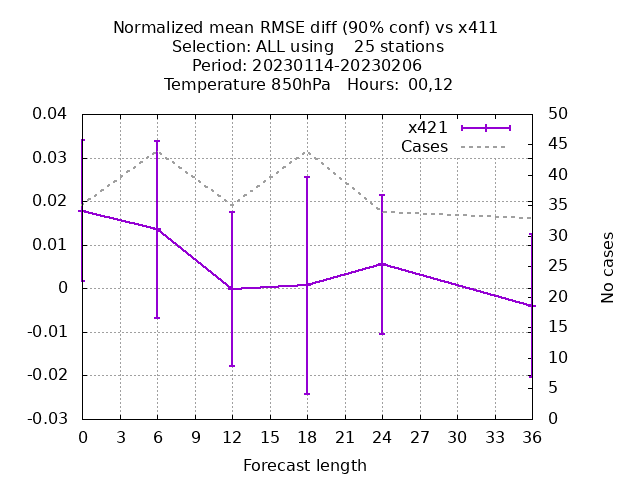 Normalized mean RMSE diff (90% conf) vs x411
Selection: ALL using    25 stations
Period: 20230114-20230206
Temperature 850hPa   Hours:  00,12
0.04
0.03
0.02
0.01
0
-0.01
-0.02
-0.03
50
45
40
35
30
25
20
15
10
5
0
x421
Cases
No cases
0 3 6 9 12 15 18 21 24 27 30 33 36
Forecast length